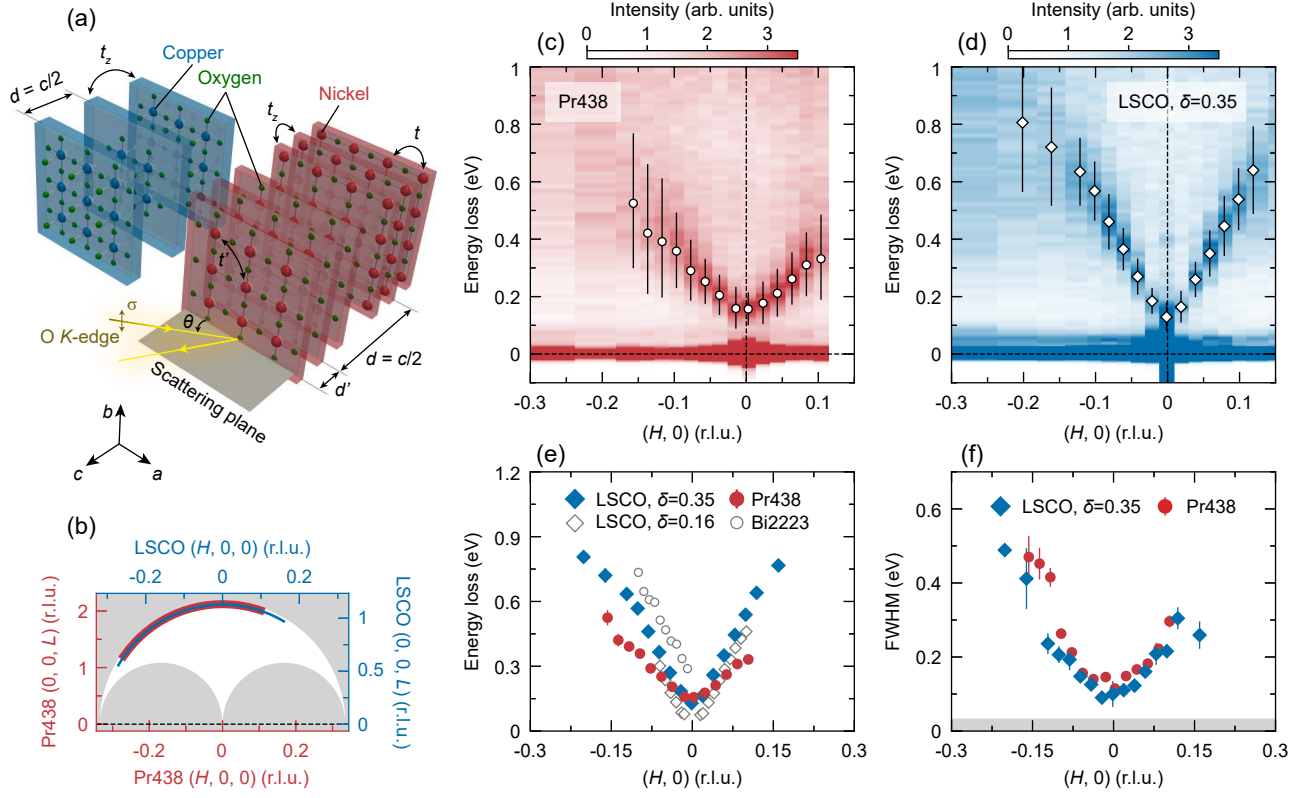 (a)
t_z
Copper
Oxygen
d = c/2
Nickel
t_z
t
t'
σ
θ
O K-edge
d = c/2
d'
Scattering plane
b
c
a
(b)
LSCO (H, 0, 0) (r.l.u.)
-0.2 0 0.2
Pr438 (0, 0, L) (r.l.u.)
2
1
0
LSCO (0, 0, L) (r.l.u.)
1
0.5
0
-0.2 0 0.2
Pr438 (H, 0, 0) (r.l.u.)
(c)
Intensity (arb. units)
0 1 2 3
Pr438
Energy loss (eV)
1
0.8
0.6
0.4
0.2
0
-0.3 -0.2 -0.1 0 0.1
(H, 0) (r.l.u.)
(d)
Intensity (arb. units)
0 1 2 3
LSCO, δ=0.35
Energy loss (eV)
1
0.8
0.6
0.4
0.2
0
-0.3 -0.2 -0.1 0 0.1
(H, 0) (r.l.u.)
(e)
LSCO, δ=0.35 Pr438
LSCO, δ=0.16 Bi2223
Energy loss (eV)
1.2
0.9
0.6
0.3
0
-0.3 -0.15 0 0.15 0.3
(H, 0) (r.l.u.)
(f)
LSCO, δ=0.35 Pr438
FWHM (eV)
0.6
0.4
0.2
0
-0.3 -0.15 0 0.15 0.3
(H, 0) (r.l.u.)